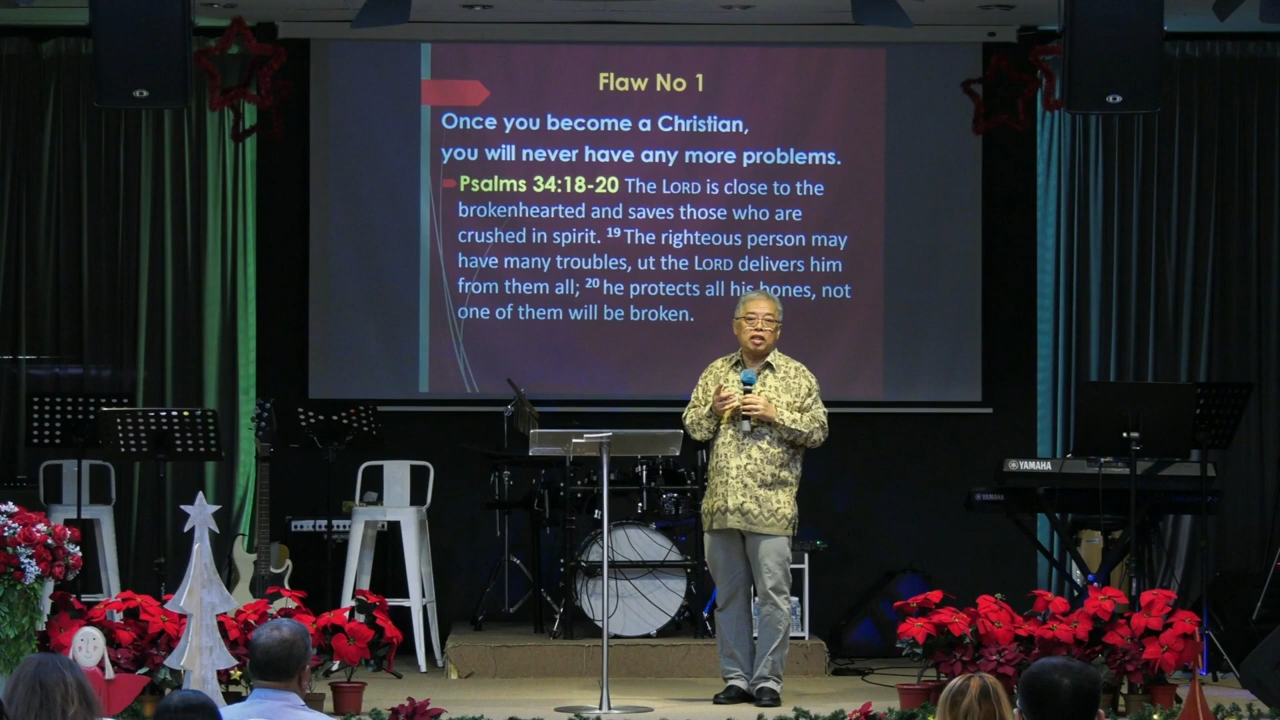 Flaw No 1
Once you become a Christian,
you will never have any more problems.
Psalms 34:18-20 The LORD is close to the
brokenhearted and saves those who are
crushed in spirit. 19 The righteous person may
have many troubles, ut the LORD delivers him
from them all; 20 he protects all his bones, not
one of them will be broken.
YAMAHA
YAMAHA